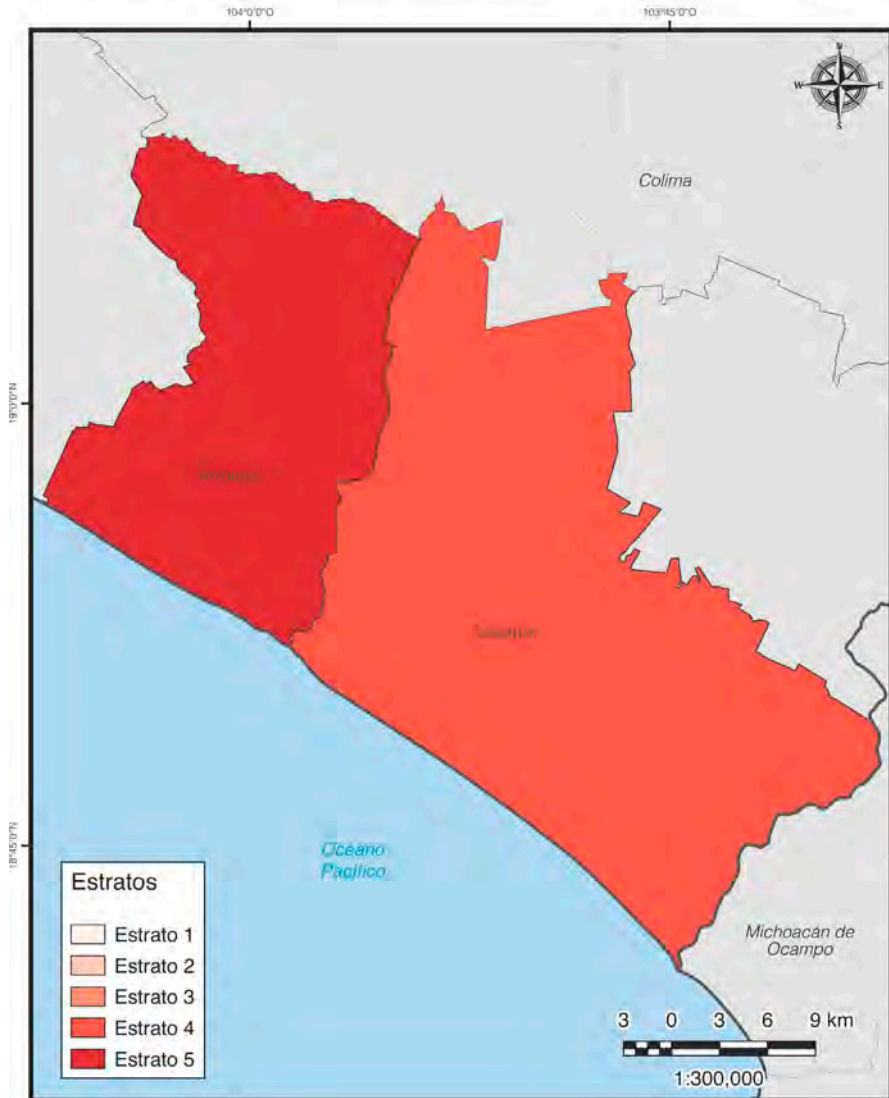 104°0'0"O
103°45'0"O
N
W
E
S
Colima
19°0'0"N
18°45'0"N
Océano
Pacífico
Estratos
Estrato 1
Estrato 2
Estrato 3
Estrato 4
Estrato 5
Michoacán de
Ocampo
3 0 3 6 9 km
1:300,000